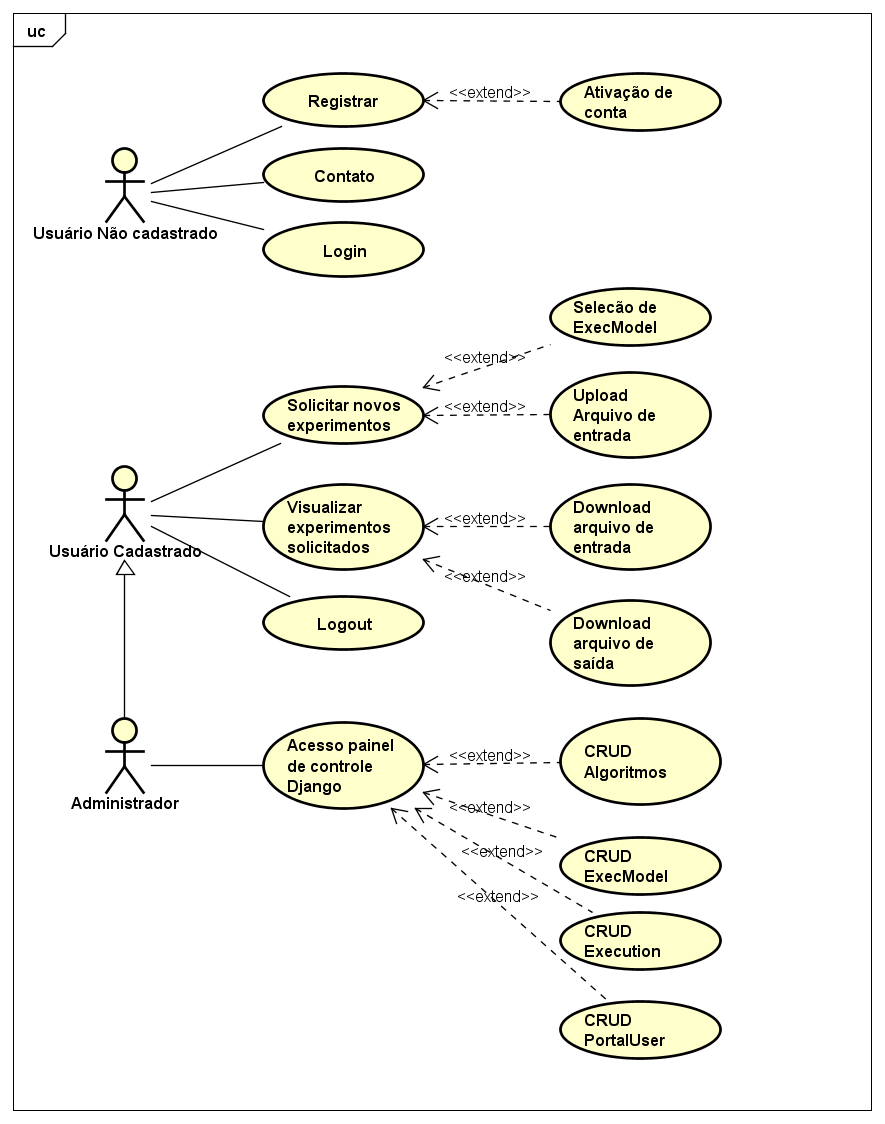 uc
Registrar
<<extend>>
Ativação de
conta
Contato
Usuário Não cadastrado
Login
Selecão de
ExecModel
<<extend>>
Solicitar novos
experimentos
<<extend>>
Upload
Arquivo de
entrada
Usuário Cadastrado
Visualizar
experimentos
solicitados
<<extend>>
Download
arquivo de
entrada
<<extend>>
Logout
Download
arquivo de
saída
Administrador
Acesso painel
de controle
Django
<<extend>>
CRUD
Algoritmos
<<extend>>
CRUD
ExecModel
<<extend>>
CRUD
Execution
<<extend>>
CRUD
PortalUser